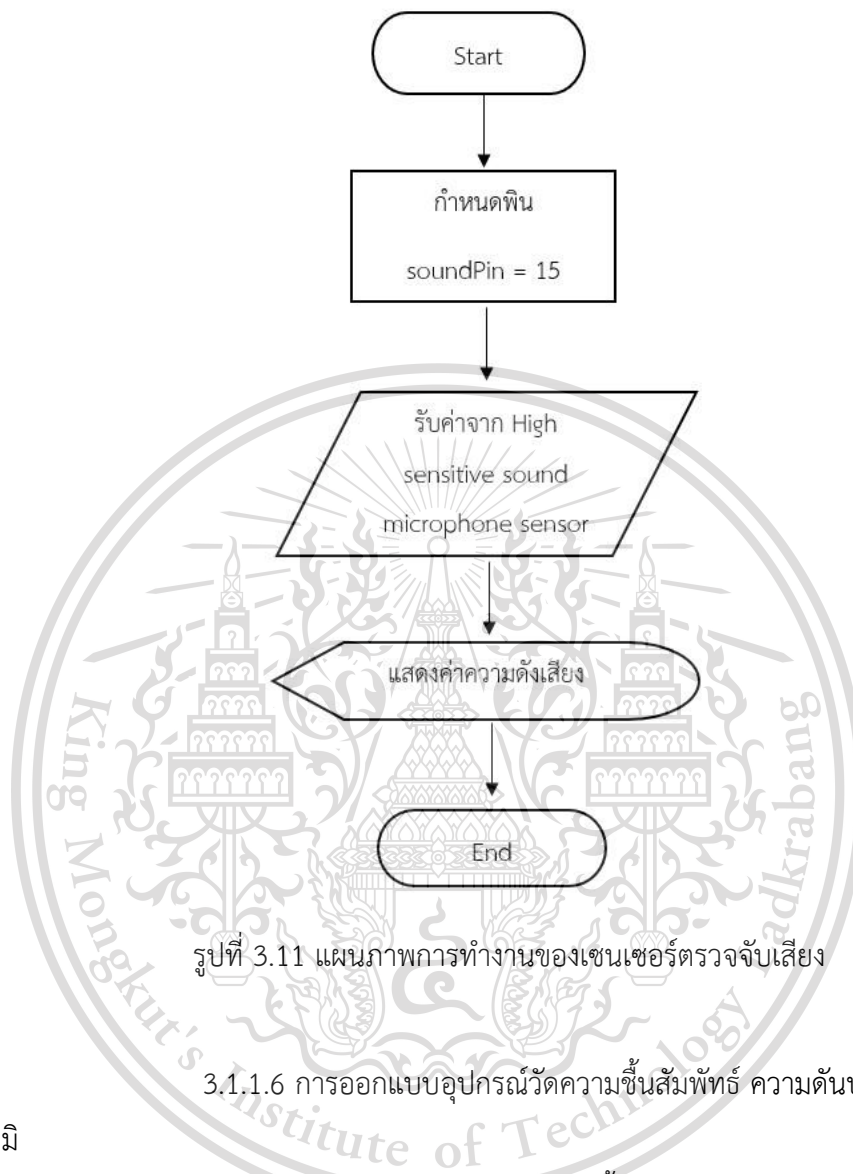 Start
กำหนดพิน
soundPin = 15
รับค่าจาก High
sensitive sound
microphone sensor
แสดงค่าความดังเสียง
End
รูปที่ 3.11 แผนภาพการทำงานของเซนเซอร์ตรวจจับเสียง
3.1.1.6 การออกแบบอุปกรณ์วัดความชื้นสัมพัทธ์ ความดัน
มิ
King Mongkut's Institute of Technology Ladkrabang